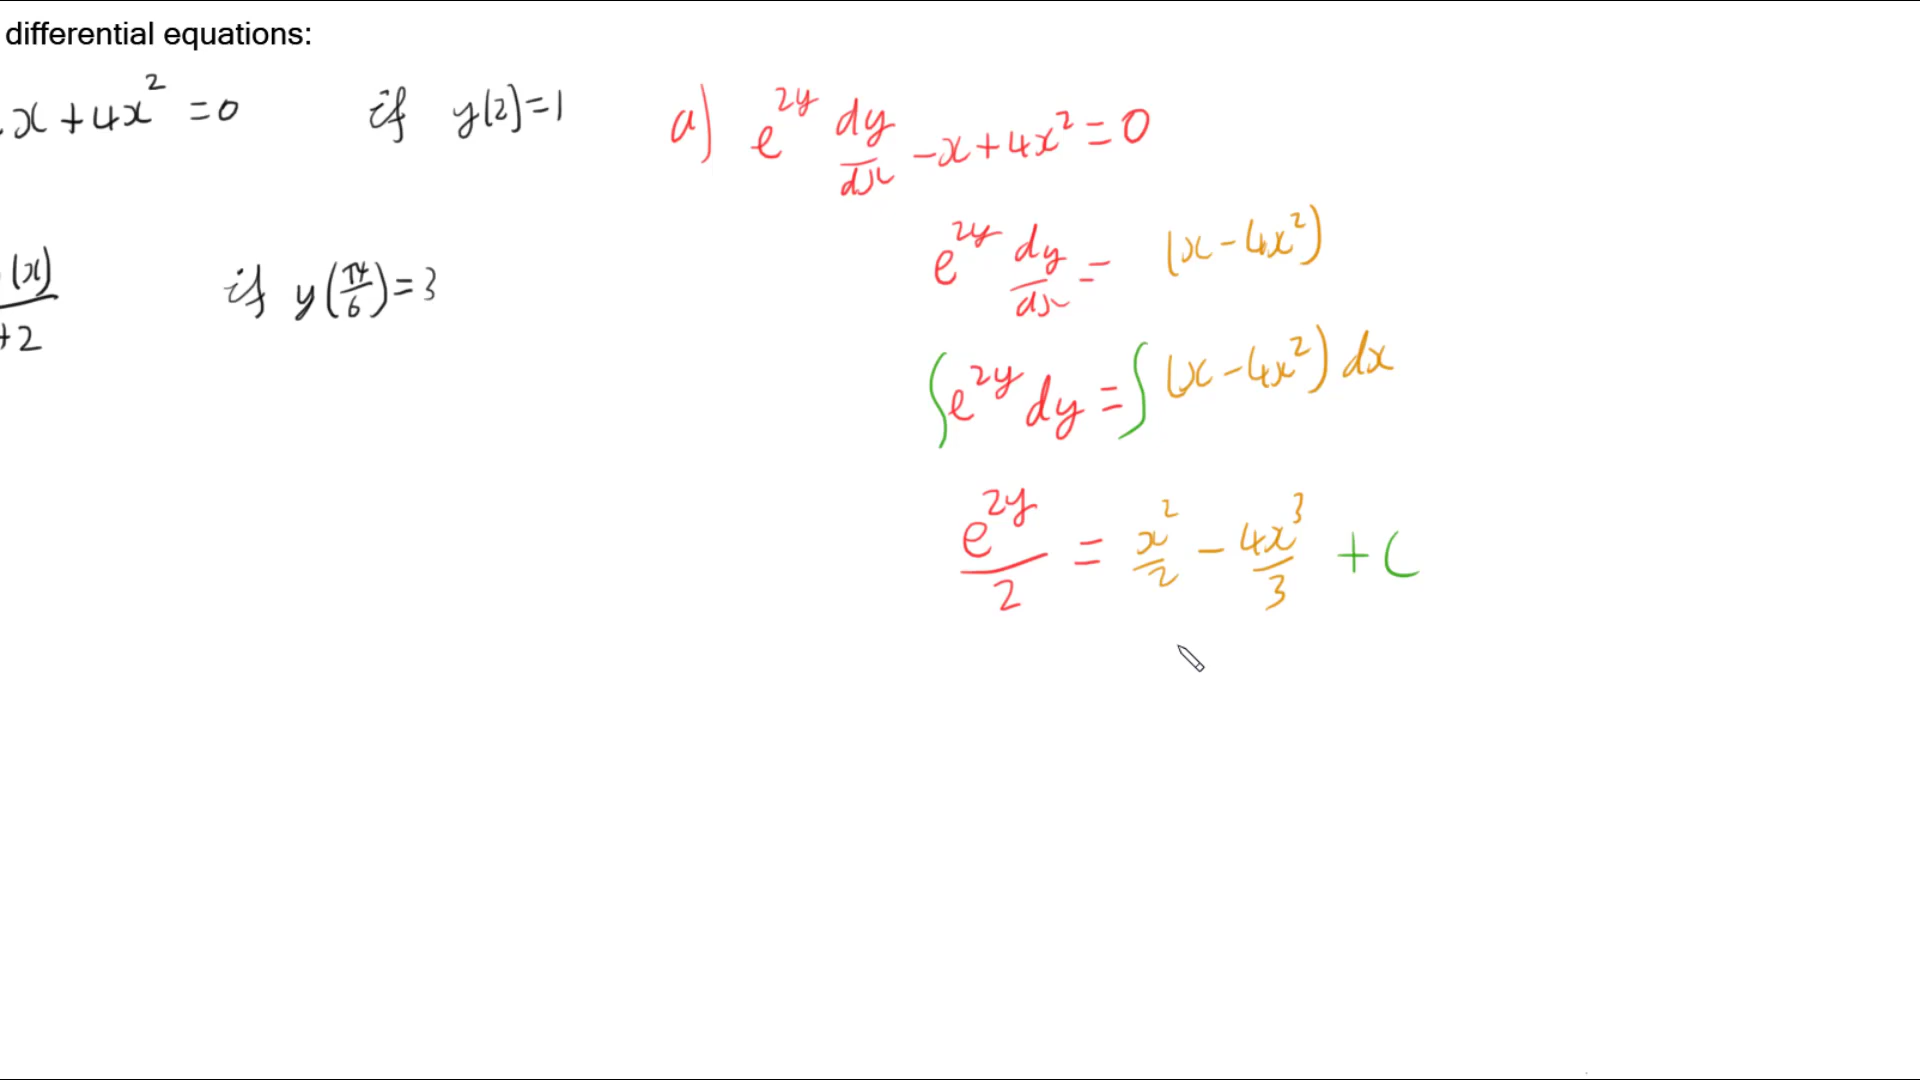 differential equations:
x + 4x² = 0 if y(2) = 1
(x)
+2 if y(π/6) = 3
a) e^{2y} dy/dx - x + 4x² = 0
e^{2y} dy/dx = (x - 4x²)
∫e^{2y} dy = ∫(x - 4x²) dx
e^{2y}/2 = x²/2 - 4x³/3 + C